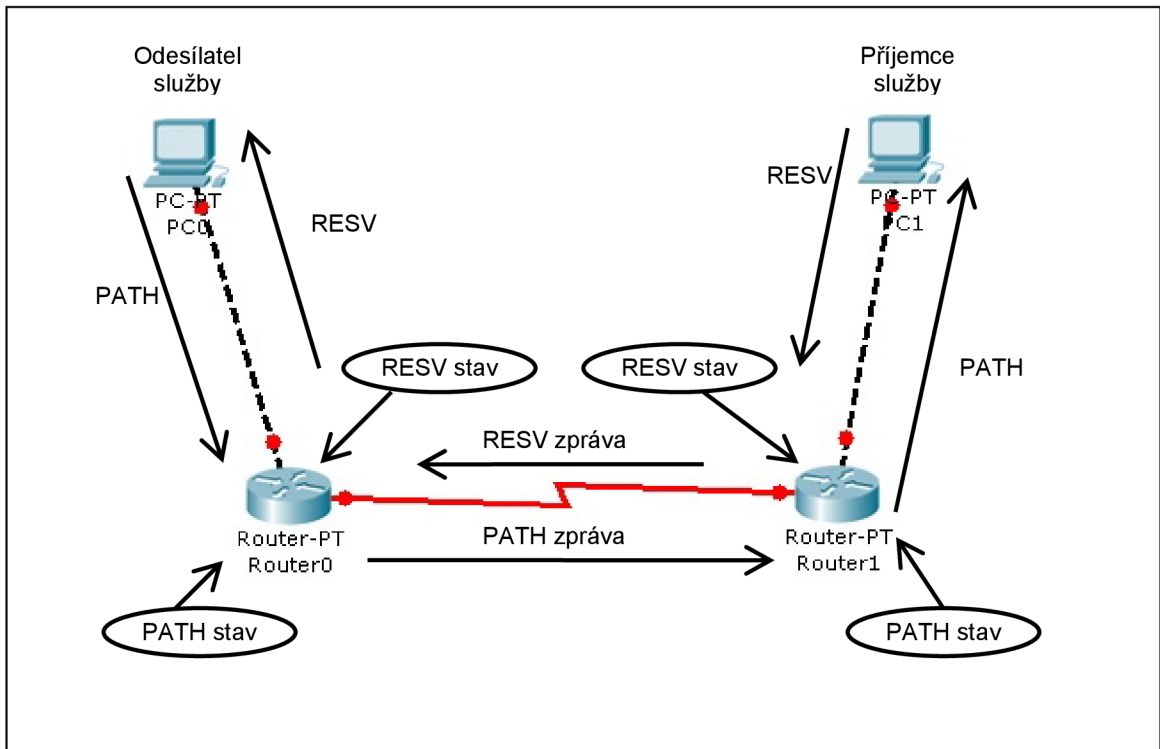 Odesílatel
služby
Příjemce
služby
PC-PT
PC0
PC-PT
C1
RESV
RESV
PATH
PATH
RESV stav
RESV stav
RESV zpráva
PATH zpráva
Router-PT
Router0
Router-PT
Router1
PATH stav
PATH stav